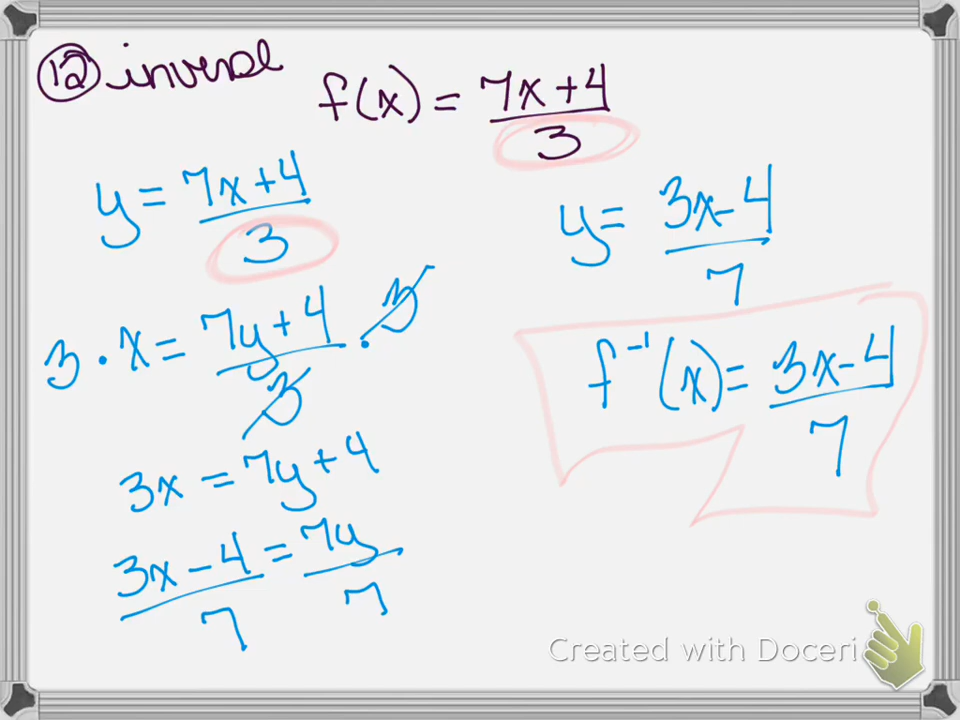 12 inverse
f(x) = 7x+4/3
y = 7x+4/3
3 · x = 7y+4/3 · 3
3x = 7y+4
3x-4/7 = 7y/7
y = 3x-4/7
f⁻¹(x) = 3x-4/7
Created with Doceri